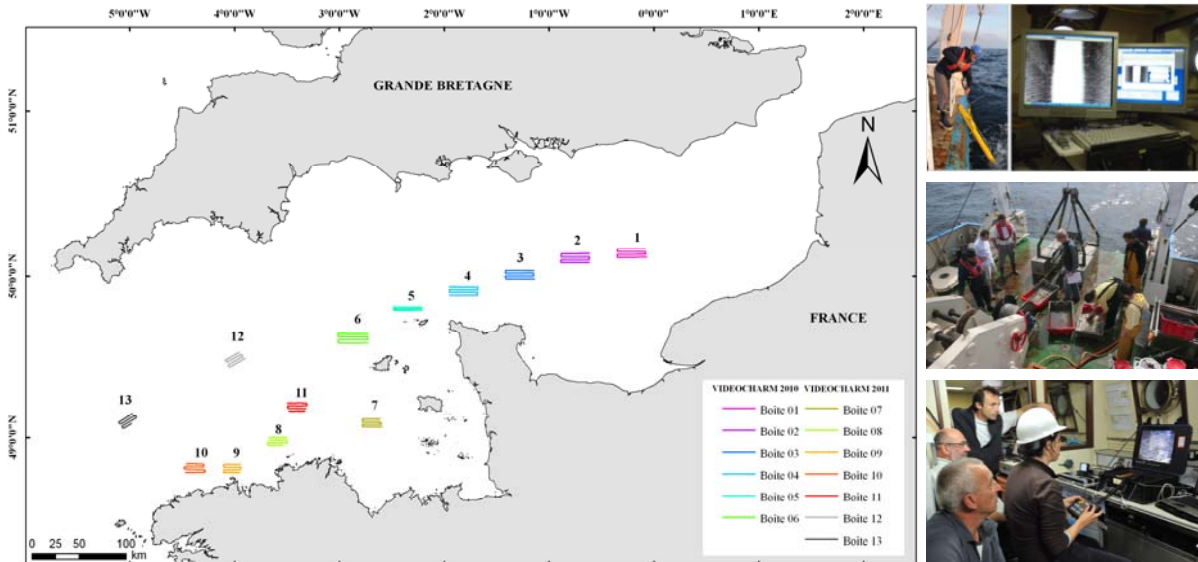 5°0'0"W 4°0'0"W 3°0'0"W 2°0'0"W 1°0'0"W 0°0'0" 1°0'0"E 2°0'0"E
51°0'0"N
50°0'0"N
49°0'0"N
GRANDE BRETAGNE
N
FRANCE
1
2
3
4
5
6
7
8
9
10
11
12
13
VIDEOCHARM 2010 VIDEOCHARM 2011
Boite 01 Boite 07
Boite 02 Boite 08
Boite 03 Boite 09
Boite 04 Boite 10
Boite 05 Boite 11
Boite 06 Boite 12
Boite 13
0 25 50 100
km